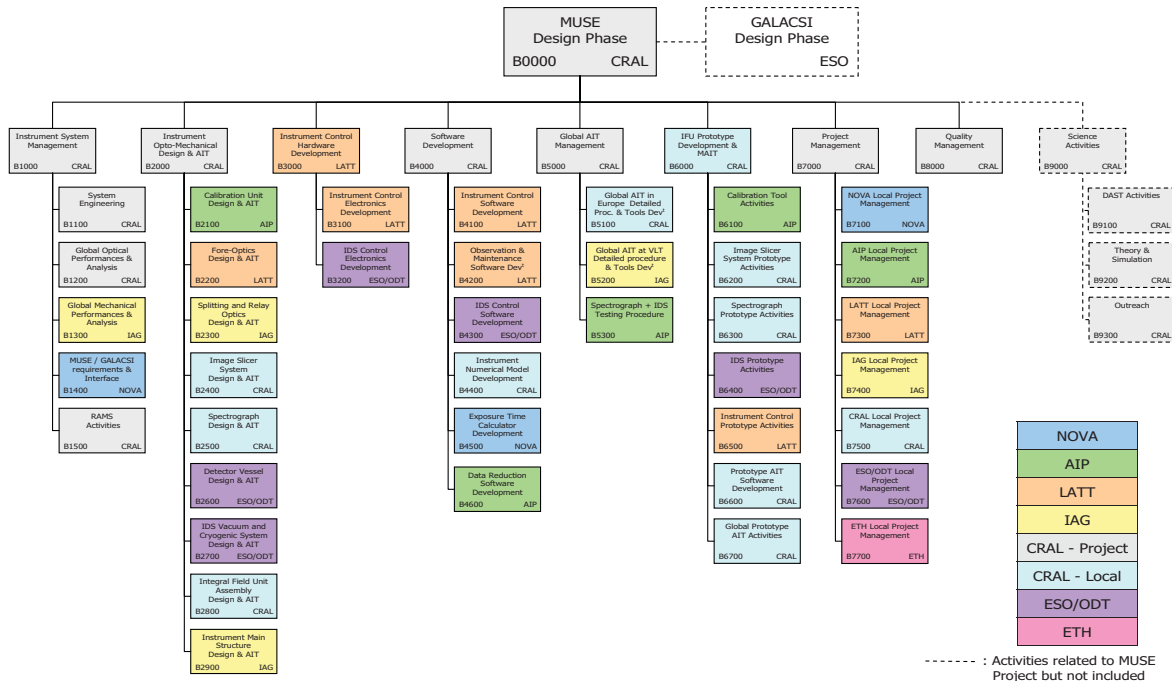 MUSE
Design Phase
B0000 CRAL
GALACSI
Design Phase
ESO
Instrument System
Management
B1000 CRAL
Instrument
Opto-Mechanical
Design & AIT
B2000 CRAL
Instrument Control
Hardware
Development
B3000 LATT
Software
Development
B4000 CRAL
Global AIT
Management
B5000 CRAL
IFU Prototype
Development &
MAIT
B6000 CRAL
Project
Management
B7000 CRAL
Quality
Management
B8000 CRAL
Science
Activities
B9000 CRAL
System
Engineering
B1100 CRAL
Global Optical
Performances &
Analysis
B1200 CRAL
Global Mechanical
Performances &
Analysis
B1300 IAG
MUSE / GALACSI
requirements &
Interface
B1400 NOVA
RAMS
Activities
B1500 CRAL
Calibration Unit
Design & AIT
B2100 AIP
Fore-Optics
Design & AIT
B2200 LATT
Splitting and Relay
Optics
Design & AIT
B2300 IAG
Image Slicer
System
Design & AIT
B2400 CRAL
Spectrograph
Design & AIT
B2500 CRAL
Detector Vessel
Design & AIT
B2600 ESO/ODT
IDS Vacuum and
Cryogenic System
Design & AIT
B2700 ESO/ODT
Integral Field Unit
Assembly
Design & AIT
B2800 CRAL
Instrument Main
Structure
Design & AIT
B2900 IAG
Instrument Control
Electronics
Development
B3100 LATT
IDS Control
Electronics
Development
B3200 ESO/ODT
Instrument Control
Software
Development
B4100 LATT
Observation &
Maintenance
Software Dev
B4200 LATT
IDS Control
Software
Development
B4300 ESO/ODT
Instrument
Numerical Model
Development
B4400 CRAL
Exposure Time
Calculator
Development
B4500 NOVA
Data Reduction
Software
Development
B4600 AIP
Global AIT in
Europe Detailed
Proc. & Tools Dev
B5100 CRAL
Global AIT at VLT
Detailed procedure
& Tools Dev
B5200 IAG
Spectrograph + IDS
Testing Procedure
B5300 AIP
Calibration Tool
Activities
B6100 AIP
Image Slicer
System Prototype
Activities
B6200 CRAL
Spectrograph
Prototype Activities
B6300 CRAL
IDS Prototype
Activities
B6400 ESO/ODT
Instrument Control
Prototype Activities
B6500 LATT
Prototype AIT
Software
Development
B6600 CRAL
Global Prototype
AIT Activities
B6700 CRAL
NOVA Local Project
Management
B7100 NOVA
AIP Local Project
Management
B7200 AIP
LATT Local Project
Management
B7300 LATT
IAG Local Project
Management
B7400 IAG
CRAL Local Project
Management
B7500 CRAL
ESO/ODT Local
Project
Management
B7600 ESO/ODT
ETH Local Project
Management
B7700 ETH
DAST Activities
B9100 CRAL
Theory &
Simulation
B9200 CRAL
Outreach
B9300 CRAL
NOVA
AIP
LATT
IAG
CRAL - Project
CRAL - Local
ESO/ODT
ETH
: Activities related to MUSE
Project but not included